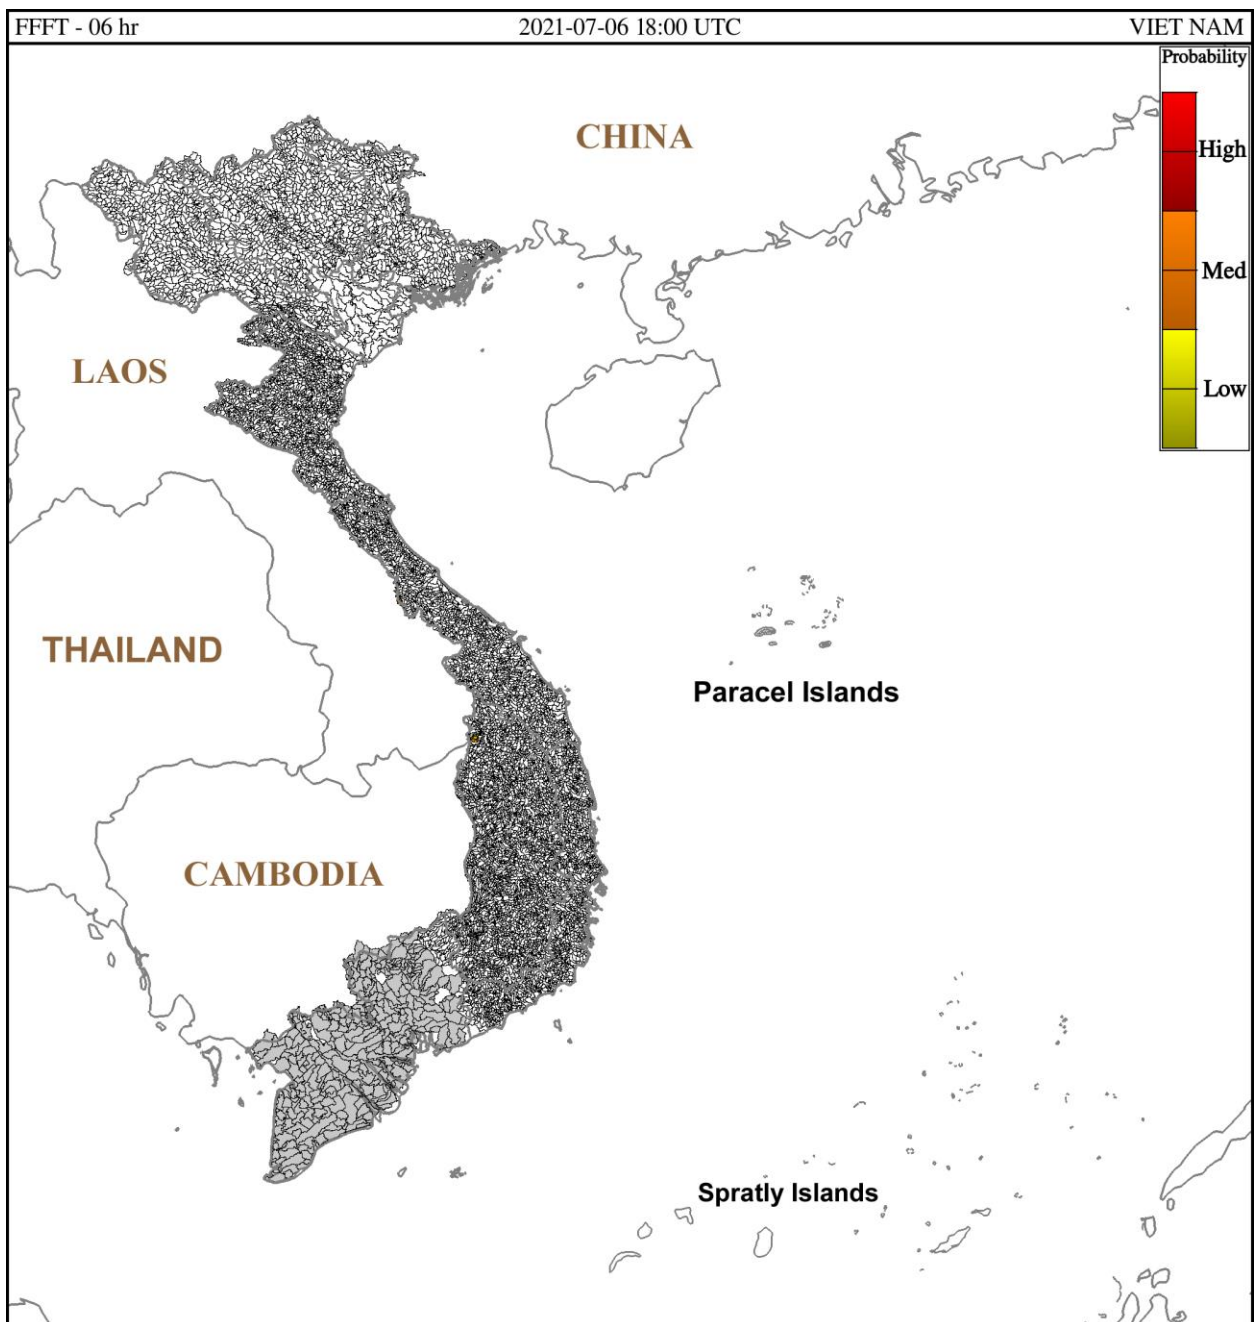 FFFT - 06 hr 2021-07-06 18:00 UTC VIET NAM
Probability
CHINA
High
Med
LAOS
Low
THAILAND
Paracel Islands
CAMBODIA
Spratly Islands